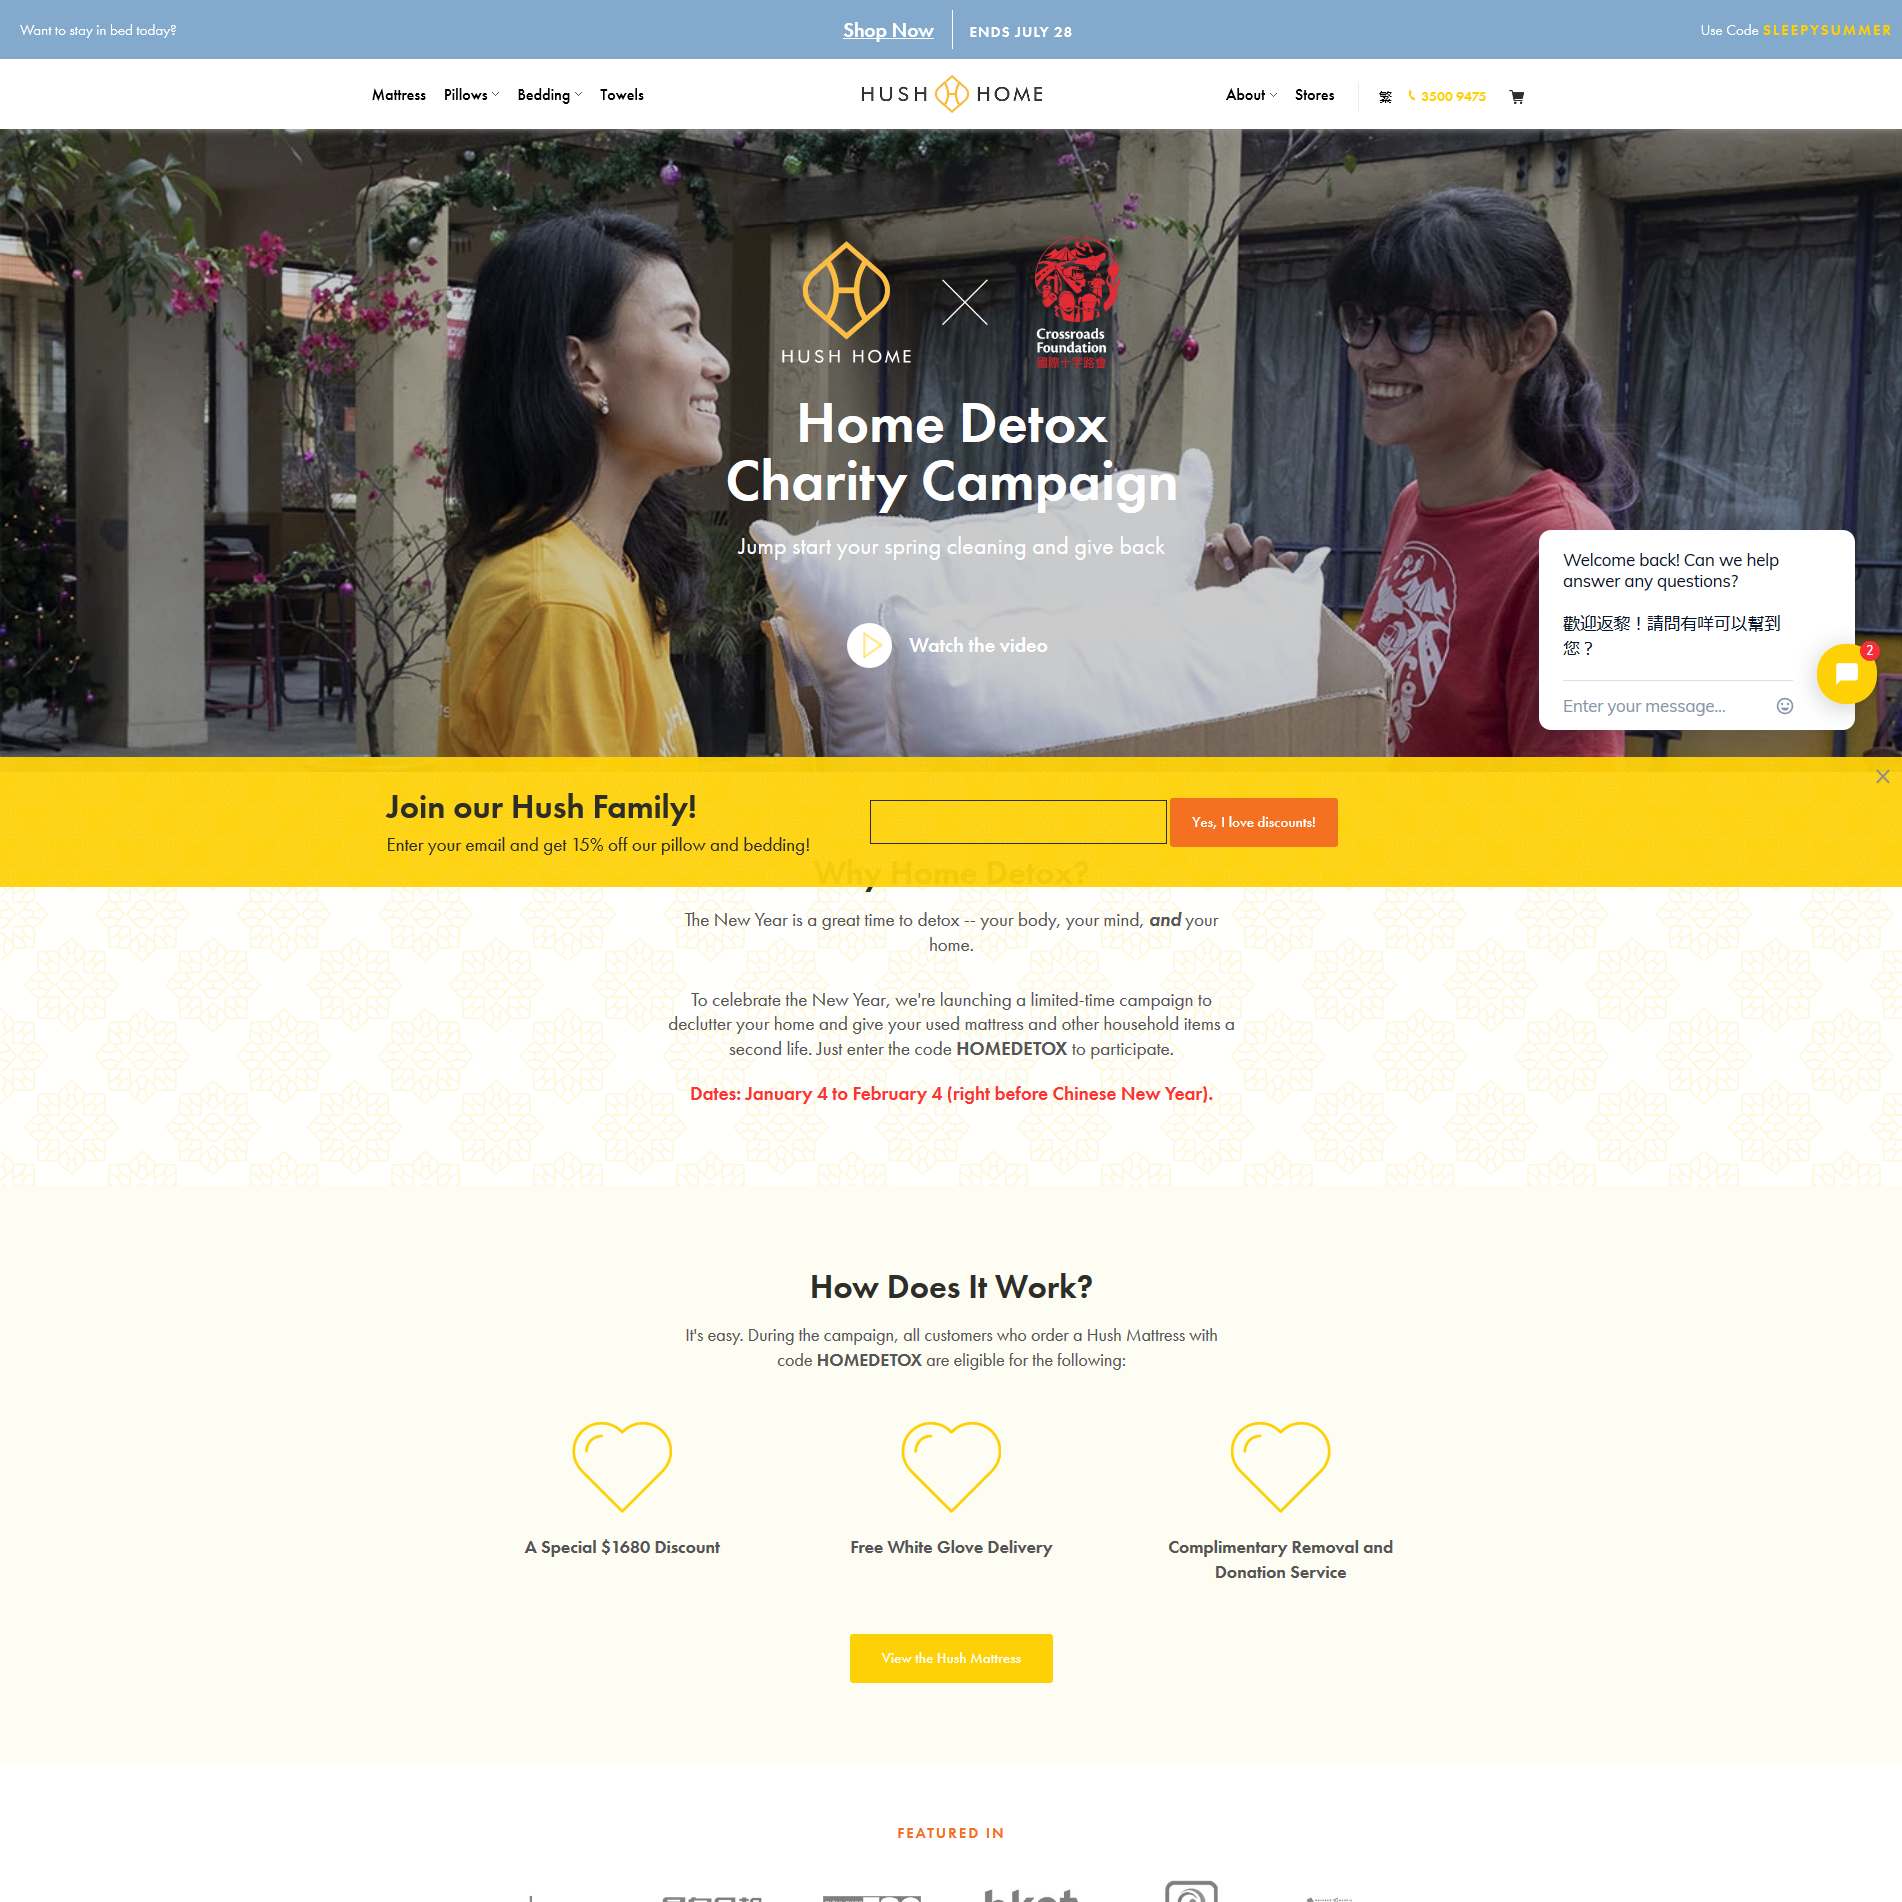 Want to stay in bed today?
Shop Now
ENDS JULY 28
Use Code SLEEPYSUMMER
Mattress Pillows Bedding Towels
HUSH HOME
About Stores 繁 3500 9475
HUSH HOME
Crossroads
Foundation
國際十字路會
Home Detox
Charity Campaign
Jump start your spring cleaning and give back
Watch the video
Welcome back! Can we help
answer any questions?
歡迎返黎！請問有咩可以幫到
您？
2
Enter your message...
Join our Hush Family!
Enter your email and get 15% off our pillow and bedding!
Yes, I love discounts!
Why Home Detox?
The New Year is a great time to detox -- your body, your mind, and your
home.
To celebrate the New Year, we're launching a limited-time campaign to
declutter your home and give your used mattress and other household items a
second life. Just enter the code HOMEDETOX to participate.
Dates: January 4 to February 4 (right before Chinese New Year).
How Does It Work?
It's easy. During the campaign, all customers who order a Hush Mattress with
code HOMEDETOX are eligible for the following:
A Special $1680 Discount
Free White Glove Delivery
Complimentary Removal and
Donation Service
View the Hush Mattress
FEATURED IN